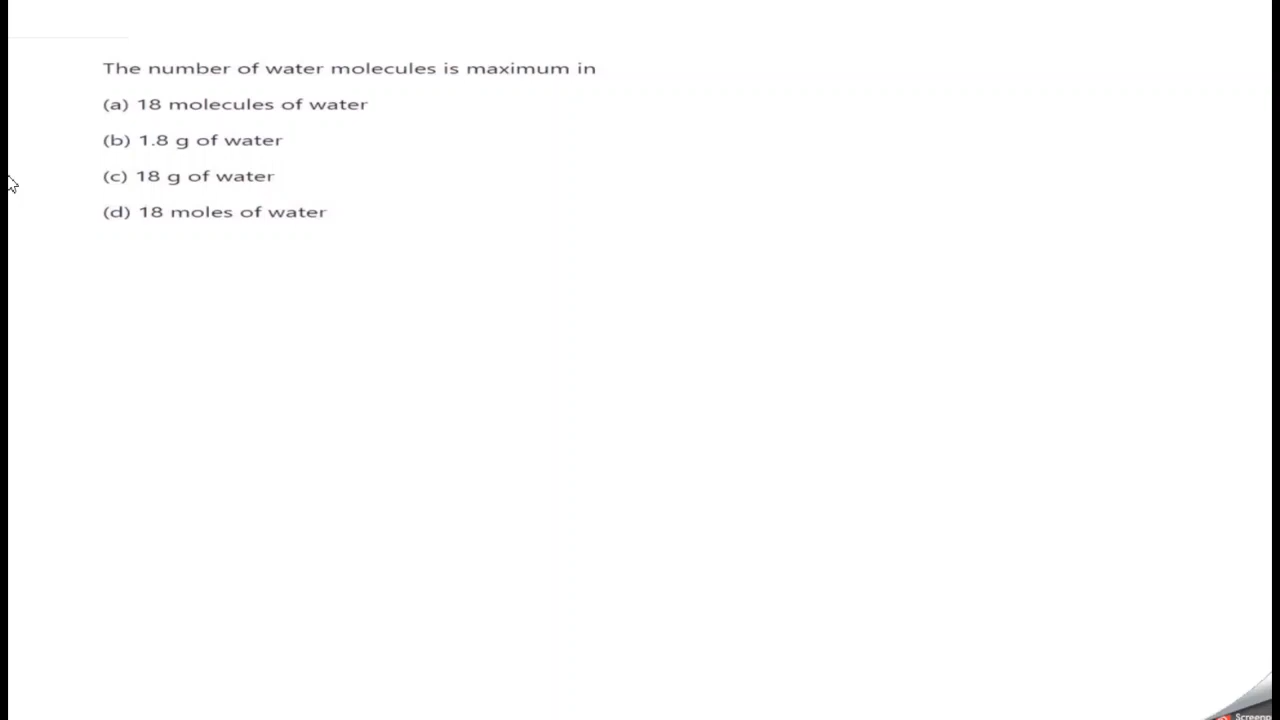 The number of water molecules is maximum in
(a) 18 molecules of water
(b) 1.8 g of water
(c) 18 g of water
(d) 18 moles of water